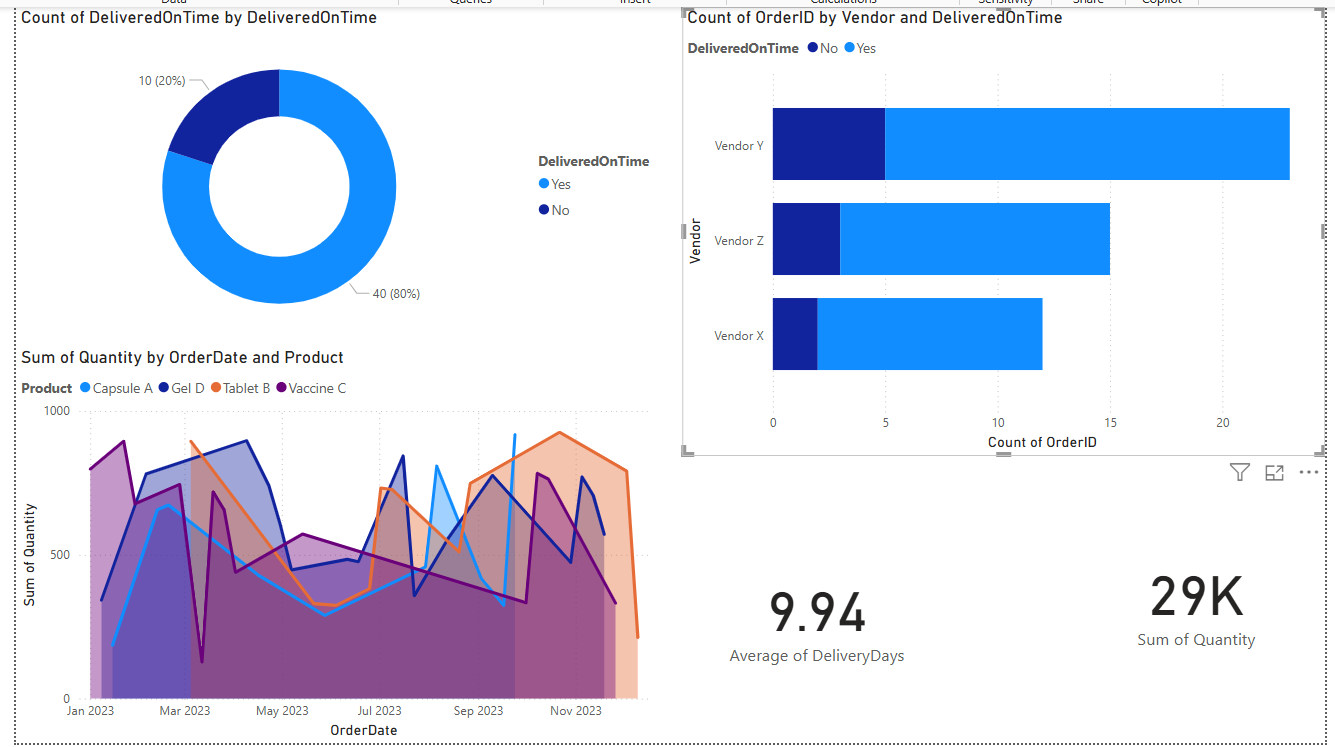 Data Queries Insert Calculations Sensitivity Share Copilot
Count of DeliveredOnTime by DeliveredOnTime
10 (20%)
40 (80%)
DeliveredOnTime
Yes
No
Count of OrderID by Vendor and DeliveredOnTime
DeliveredOnTime No Yes
Vendor
Vendor Y
Vendor Z
Vendor X
0 5 10 15 20
Count of OrderID
Sum of Quantity by OrderDate and Product
Product Capsule A Gel D Tablet B Vaccine C
Sum of Quantity
1000
500
0
Jan 2023 Mar 2023 May 2023 Jul 2023 Sep 2023 Nov 2023
OrderDate
9.94
Average of DeliveryDays
29K
Sum of Quantity